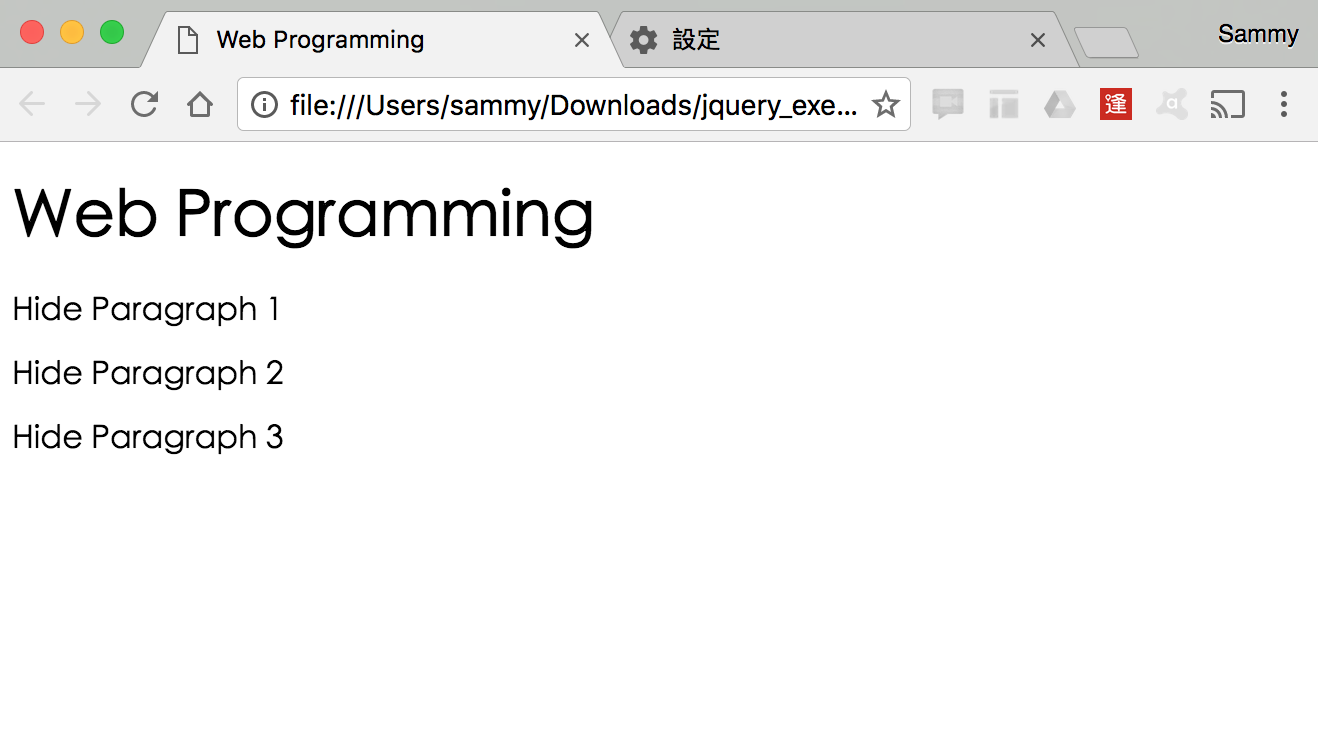 Web Programming
設定
Sammy
file:///Users/sammy/Downloads/jquery_exe...
逢
a
Web Programming
Hide Paragraph 1
Hide Paragraph 2
Hide Paragraph 3